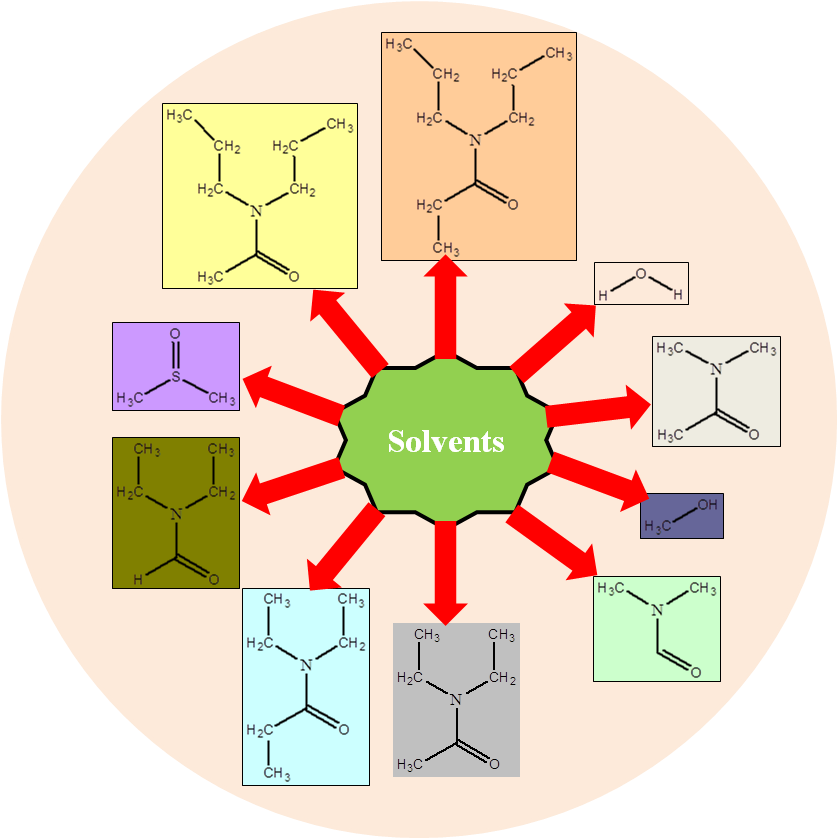 H₃C
CH₃
CH₂ H₂C
H₂C CH₂
N
H₂C O
CH₃
H₃C
CH₃
CH₂ H₂C
H₂C CH₂
N
H₃C O
O
H H
O
S
H₃C CH₃
H₃C CH₃
N
H₃C O
Solvents
CH₃ CH₃
H₂C CH₂
N
H O
OH
H₃C
H₃C CH₃
N
O
CH₃ CH₃
H₂C CH₂
N
H₂C O
CH₃
CH₃ CH₃
H₂C CH₂
N
H₃C O